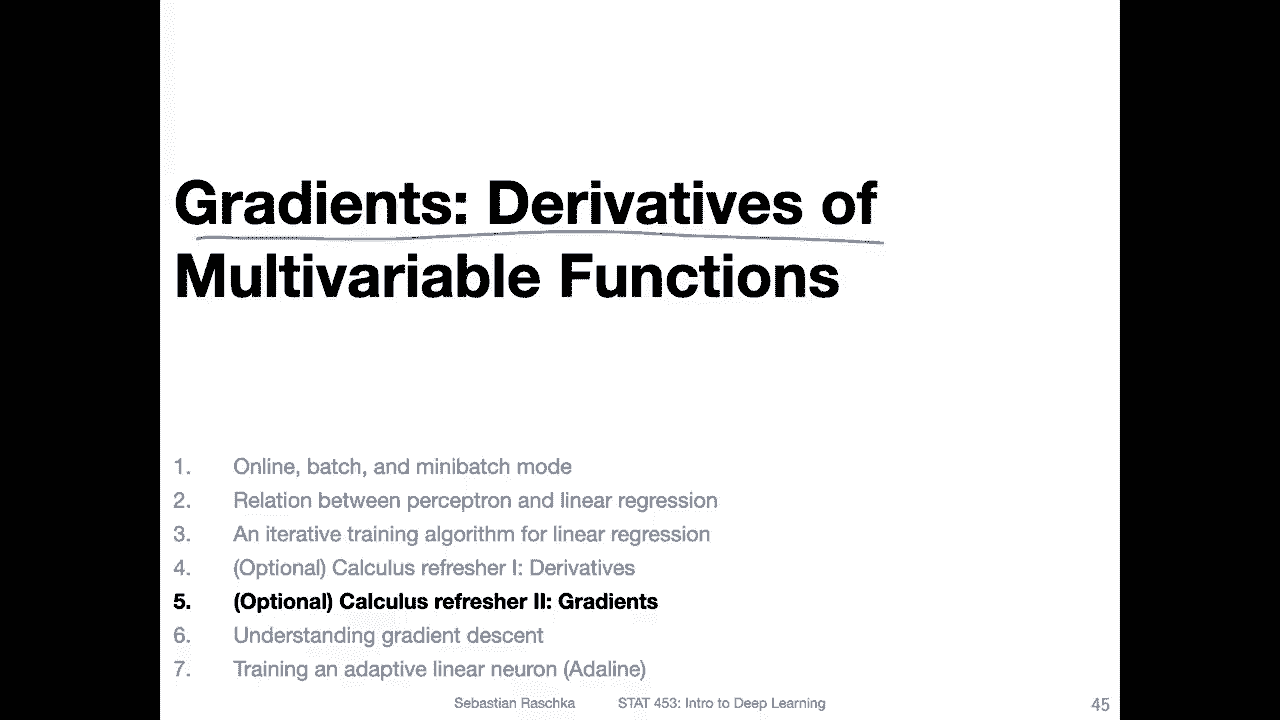 Gradients: Derivatives of
Multivariable Functions
1. Online, batch, and minibatch mode
2. Relation between perceptron and linear regression
3. An iterative training algorithm for linear regression
4. (Optional) Calculus refresher I: Derivatives
5. (Optional) Calculus refresher II: Gradients
6. Understanding gradient descent
7. Training an adaptive linear neuron (Adaline)
Sebastian Raschka STAT 453: Intro to Deep Learning 45